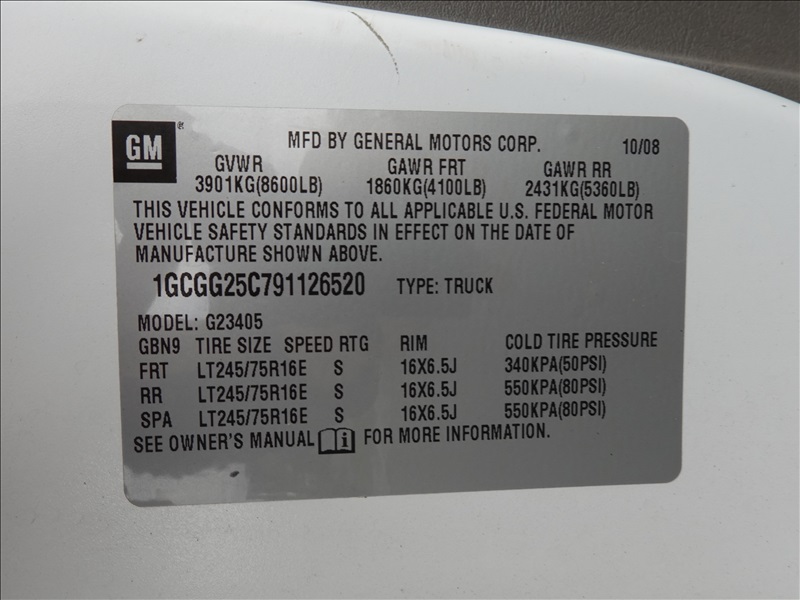 GM®
MFD BY GENERAL MOTORS CORP. 10/08
GVWR GAWR FRT GAWR RR
3901KG(8600LB) 1860KG(4100LB) 2431KG(5360LB)
THIS VEHICLE CONFORMS TO ALL APPLICABLE U.S. FEDERAL MOTOR
VEHICLE SAFETY STANDARDS IN EFFECT ON THE DATE OF
MANUFACTURE SHOWN ABOVE.
1GCGG25C791126520 TYPE: TRUCK
MODEL: G23405
GBN9 TIRE SIZE SPEED RTG RIM COLD TIRE PRESSURE
FRT LT245/75R16E S 16X6.5J 340KPA(50PSI)
RR LT245/75R16E S 16X6.5J 550KPA(80PSI)
SPA LT245/75R16E S 16X6.5J 550KPA(80PSI)
SEE OWNER'S MANUAL i FOR MORE INFORMATION.